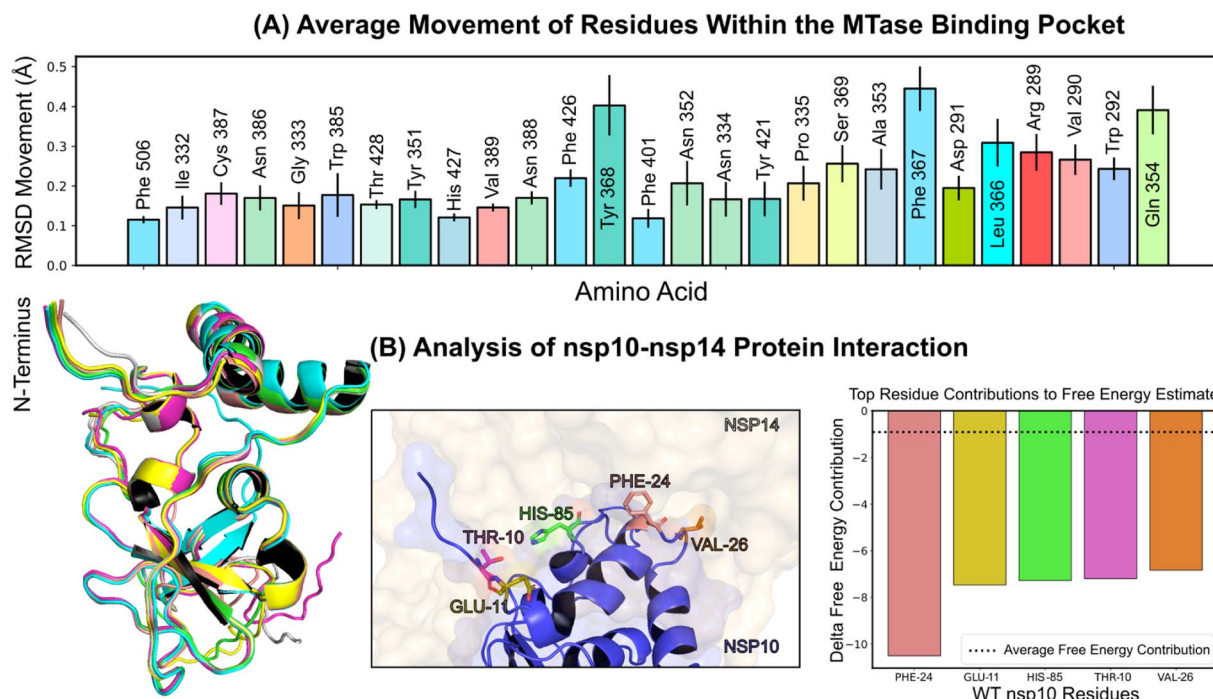 (A) Average Movement of Residues Within the MTase Binding Pocket
RMSD Movement (Å)
0.5
0.4
0.3
0.2
0.1
0.0
Phe 506
Ile 332
Cys 387
Asn 386
Gly 333
Trp 385
Thr 428
Tyr 351
His 427
Val 389
Asn 388
Phe 426
Tyr 368
Phe 401
Asn 352
Asn 334
Tyr 421
Pro 335
Ser 369
Ala 353
Phe 367
Asp 291
Leu 366
Arg 289
Val 290
Trp 292
Gln 354
Amino Acid
N-Terminus
(B) Analysis of nsp10-nsp14 Protein Interaction
NSP14
PHE-24
HIS-85
THR-10
VAL-26
GLU-11
NSP10
Top Residue Contributions to Free Energy Estimate
Delta Free Energy Contribution
0
−2
−4
−6
−8
−10
Average Free Energy Contribution
PHE-24
GLU-11
HIS-85
THR-10
VAL-26
WT nsp10 Residues